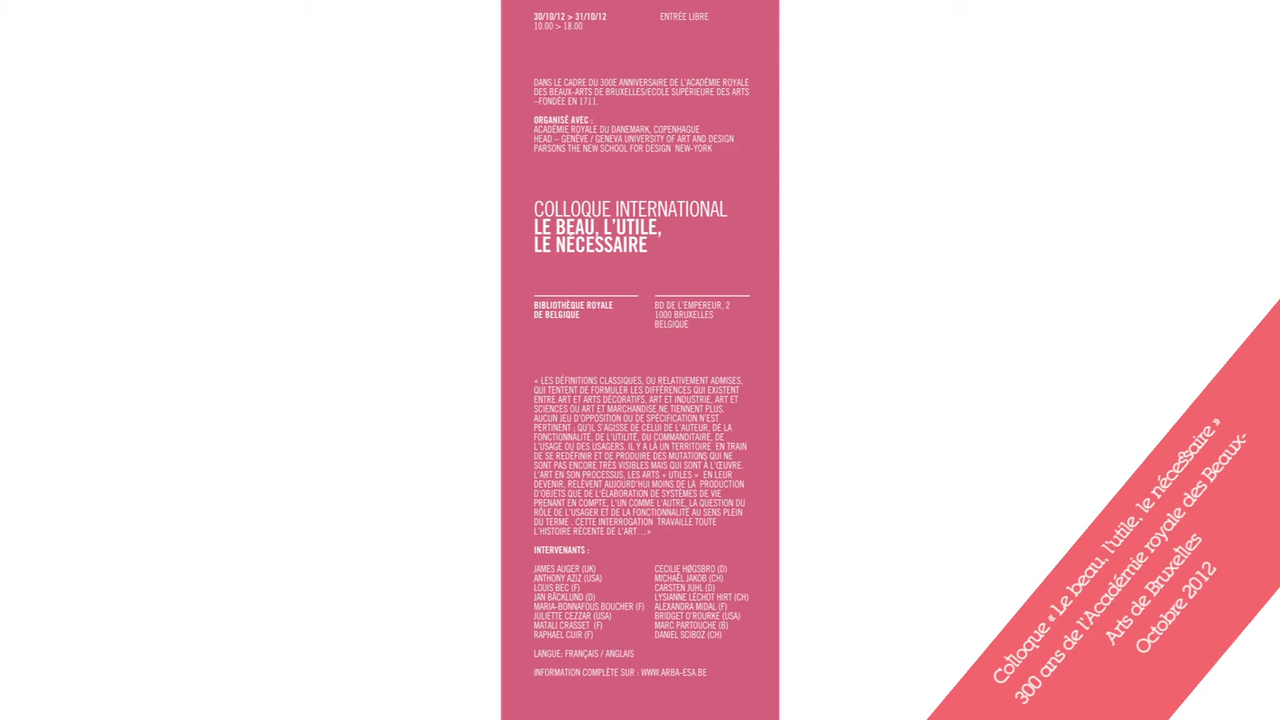 30/10/12 > 31/10/12
10.00 > 18.00
ENTRÉE LIBRE
DANS LE CADRE DU 300E ANNIVERSAIRE DE L'ACADÉMIE ROYALE
DES BEAUX-ARTS DE BRUXELLES/ECOLE SUPÉRIEURE DES ARTS
–FONDÉE EN 1711.
ORGANISÉ AVEC :
ACADÉMIE ROYALE DU DANEMARK, COPENHAGUE
HEAD – GENÈVE / GENEVA UNIVERSITY OF ART AND DESIGN
PARSONS THE NEW SCHOOL FOR DESIGN NEW-YORK
COLLOQUE INTERNATIONAL
LE BEAU, L'UTILE,
LE NÉCESSAIRE
BIBLIOTHÈQUE ROYALE
DE BELGIQUE
BD DE L'EMPEREUR, 2
1000 BRUXELLES
BELGIQUE
« LES DÉFINITIONS CLASSIQUES, OU RELATIVEMENT ADMISES,
QUI TENTENT DE FORMULER LES DIFFÉRENCES QUI EXISTENT
ENTRE ART ET ARTS DÉCORATIFS, ART ET INDUSTRIE, ART ET
SCIENCES OU ART ET MARCHANDISE NE TIENNENT PLUS.
AUCUN JEU D'OPPOSITION OU DE SPÉCIFICATION N'EST
PERTINENT : QU'IL S'AGISSE DE CELUI DE L'AUTEUR, DE LA
FONCTIONNALITÉ, DE L'UTILITÉ, DU COMMANDITAIRE, DE
L'USAGE OU DES USAGERS. IL Y A LÀ UN TERRITOIRE EN TRAIN
DE SE REDÉFINIR ET DE PRODUIRE DES MUTATIONS QUI NE
SONT PAS ENCORE TRÈS VISIBLES MAIS QUI SONT À L'ŒUVRE.
L'ART EN SON PROCESSUS, LES ARTS « UTILES » EN LEUR
DEVENIR, RELÈVENT AUJOURD'HUI MOINS DE LA PRODUCTION
D'OBJETS QUE DE L'ÉLABORATION DE SYSTÈMES DE VIE
PRENANT EN COMPTE, L'UN COMME L'AUTRE, LA QUESTION DU
RÔLE DE L'USAGER ET DE LA FONCTIONNALITÉ AU SENS PLEIN
DU TERME . CETTE INTERROGATION TRAVAILLE TOUTE
L'HISTOIRE RÉCENTE DE L'ART...»
INTERVENANTS :
JAMES AUGER (UK)
ANTHONY AZIZ (USA)
LOUIS BEC (F)
JAN BÄCKLUND (D)
MARIA-BONNAFOUS BOUCHER (F)
JULIETTE CEZZAR (USA)
MATALI CRASSET (F)
RAPHAEL CUIR (F)
CECILIE HØGSBRO (D)
MICHAËL JAKOB (CH)
CARSTEN JUHL (D)
LYSIANNE LÉCHOT HIRT (CH)
ALEXANDRA MIDAL (F)
BRIDGET O'ROURKE (USA)
MARC PARTOUCHE (B)
DANIEL SCIBOZ (CH)
LANGUE: FRANÇAIS / ANGLAIS
INFORMATION COMPLÈTE SUR : WWW.ARBA-ESA.BE
Colloque « Le beau, l'utile, le nécessaire »
300 ans de l'Académie royale des Beaux-
Arts de Bruxelles
Octobre 2012